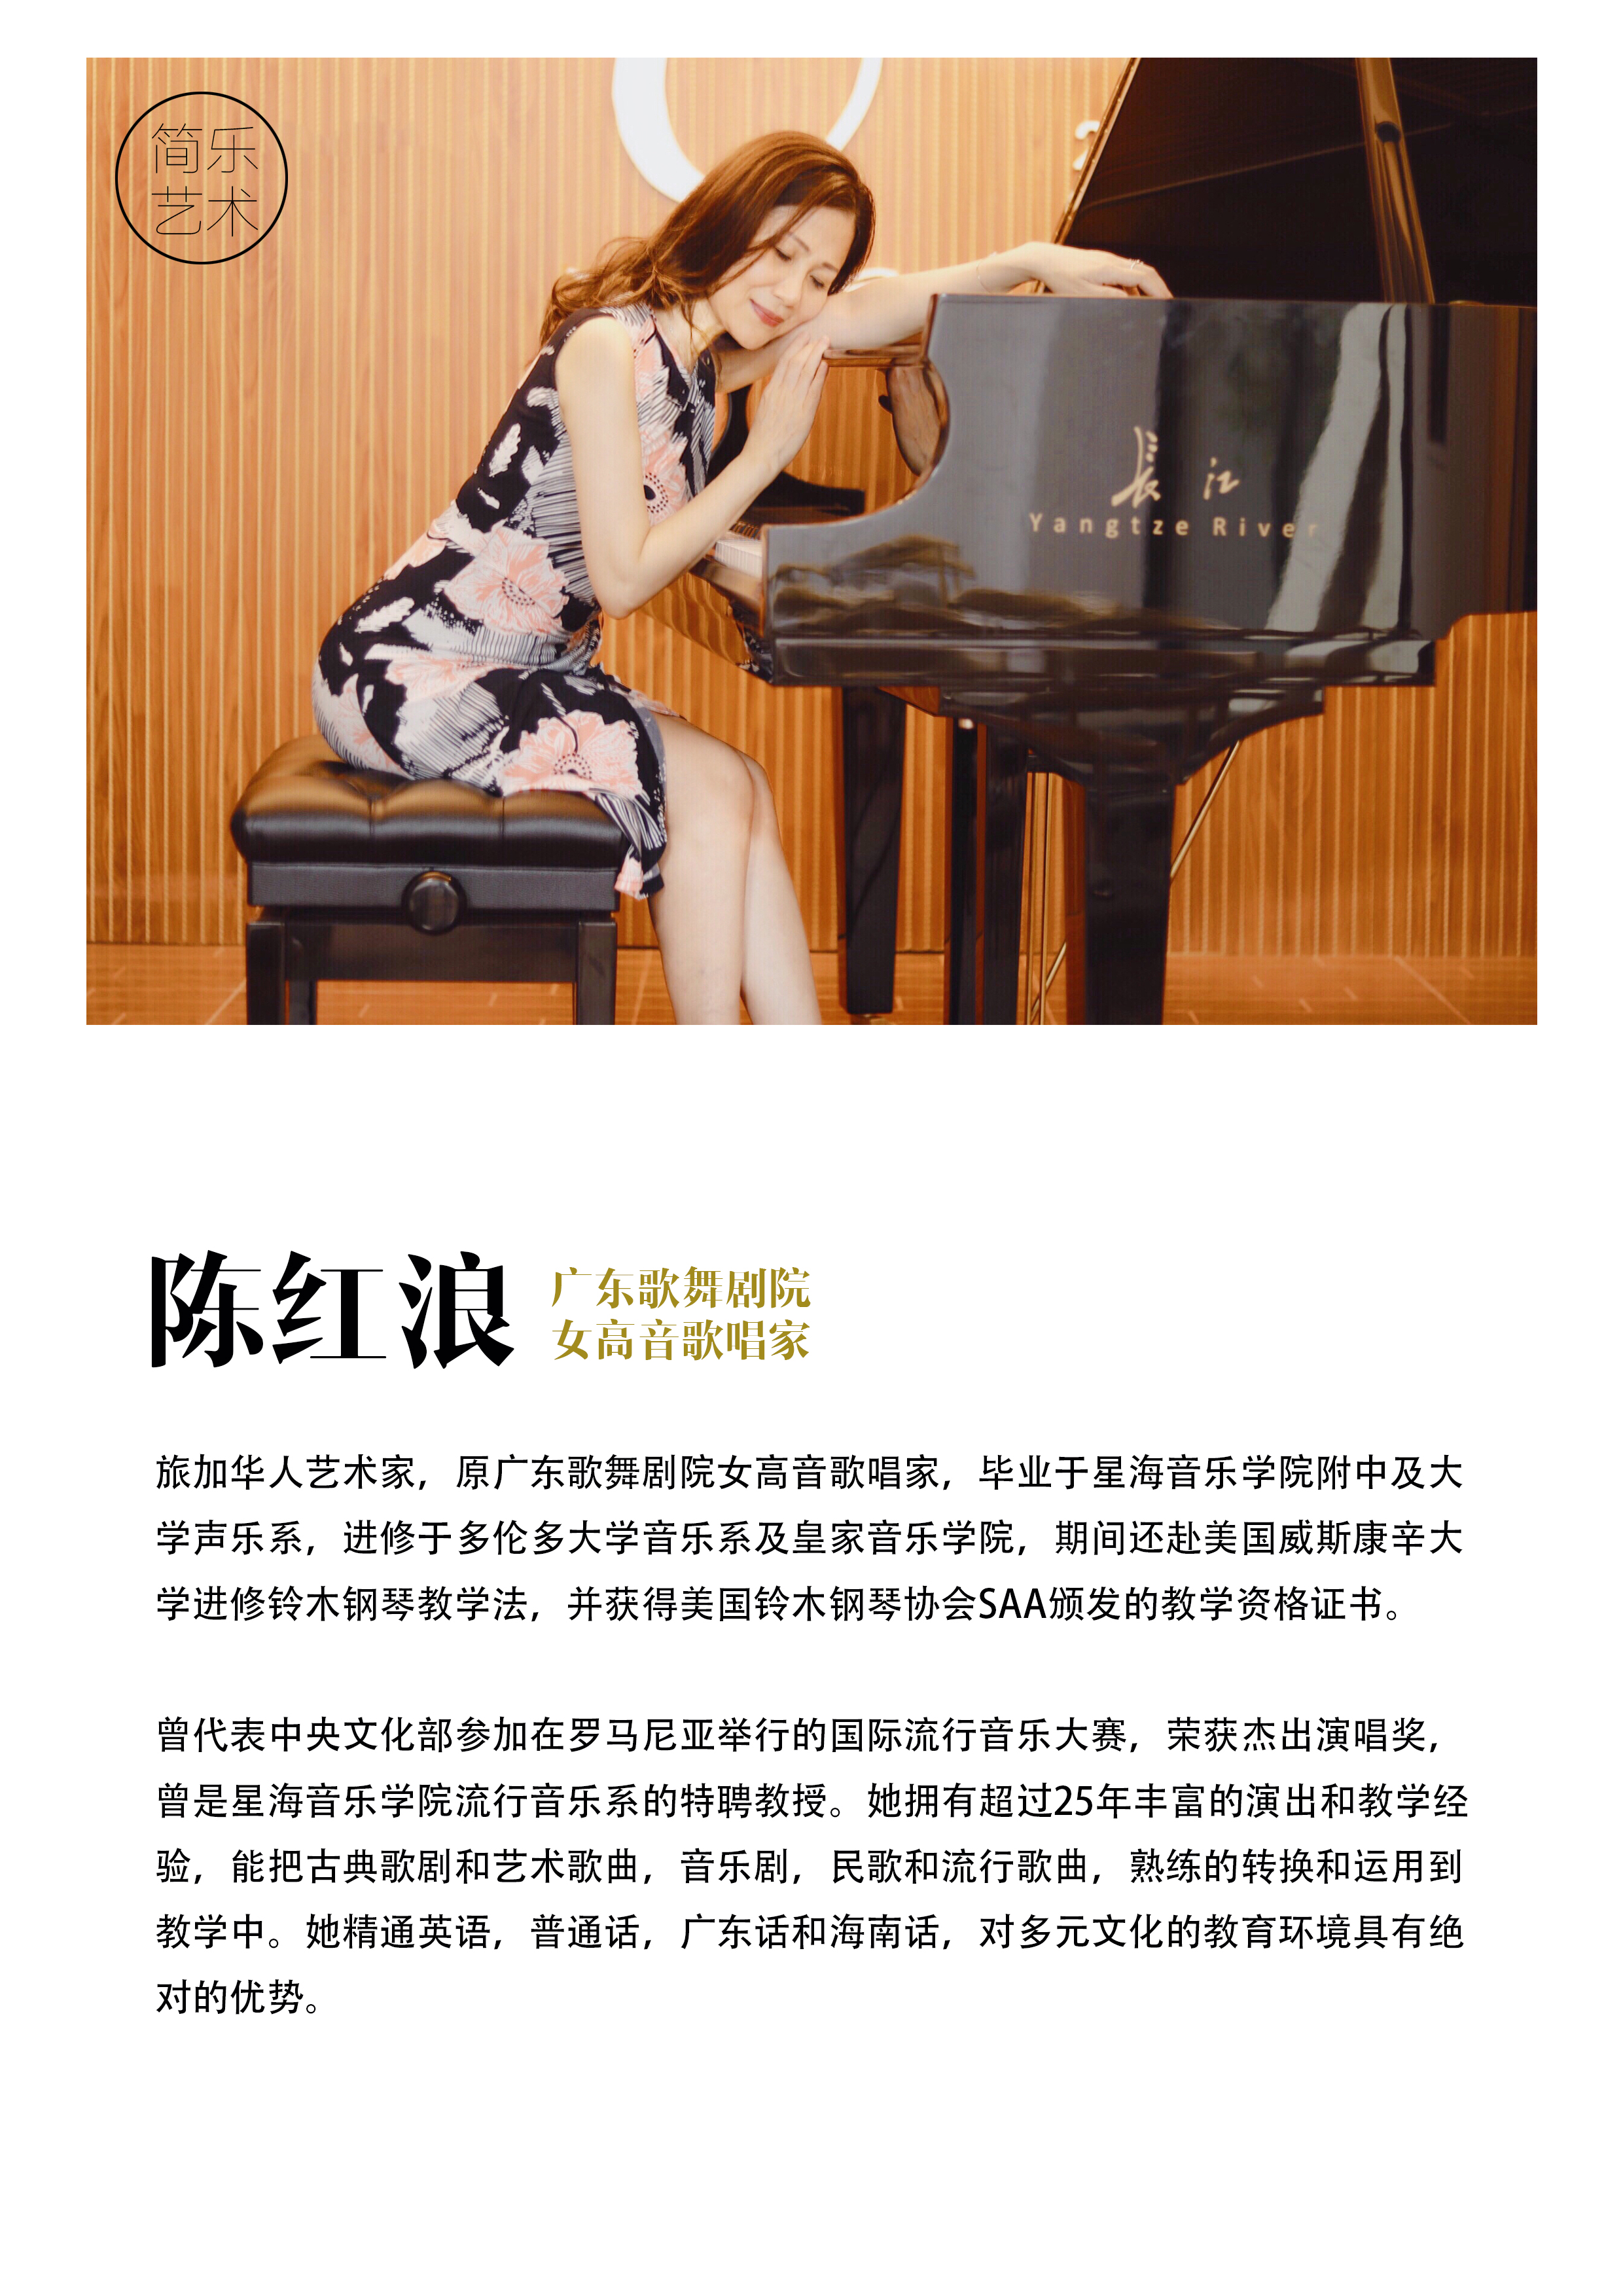 简乐
艺术
长江
Yangtze River
陈红浪
广东歌舞剧院
女高音歌唱家
旅加华人艺术家，原广东歌舞剧院女高音歌唱家，毕业于星海音乐学院附中及大
学声乐系，进修于多伦多大学音乐系及皇家音乐学院，期间还赴美国威斯康辛大
学进修铃木钢琴教学法，并获得美国铃木钢琴协会SAA颁发的教学资格证书。
曾代表中央文化部参加在罗马尼亚举行的国际流行音乐大赛，荣获杰出演唱奖，
曾是星海音乐学院流行音乐系的特聘教授。她拥有超过25年丰富的演出和教学经
验，能把古典歌剧和艺术歌曲，音乐剧，民歌和流行歌曲，熟练的转换和运用到
教学中。她精通英语，普通话，广东话和海南话，对多元文化的教育环境具有绝
对的优势。